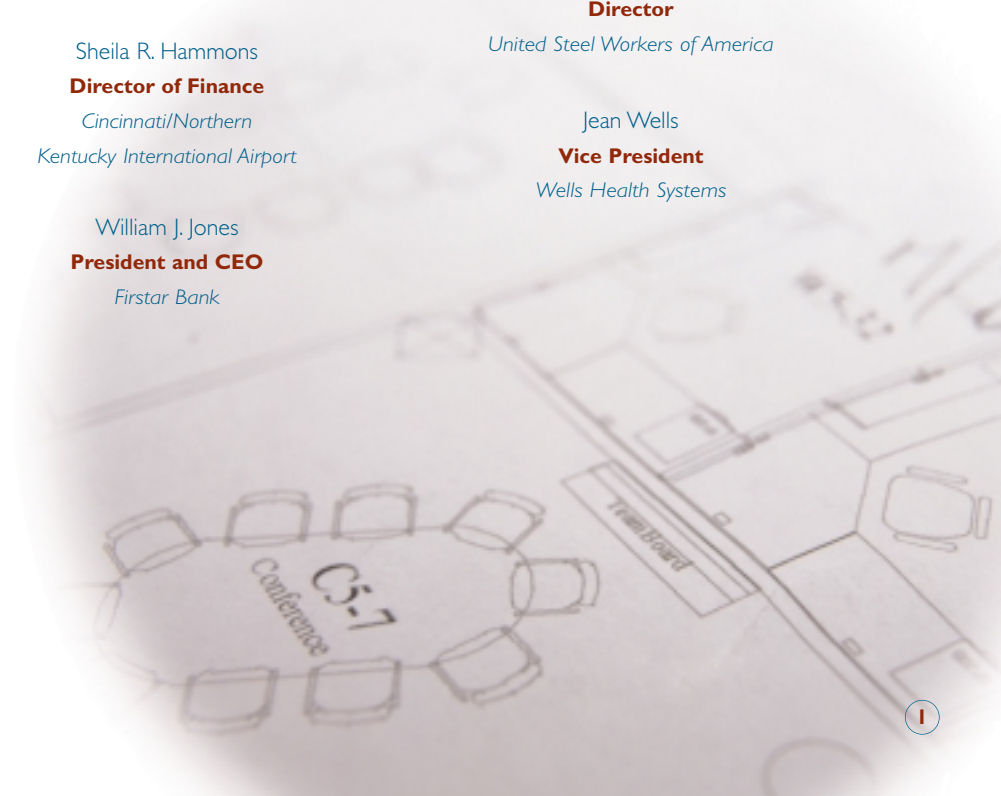 Sheila R. Hammons
Director of Finance
Cincinnati/Northern
Kentucky International Airport
William J. Jones
President and CEO
Firstar Bank
Director
United Steel Workers of America
Jean Wells
Vice President
Wells Health Systems
Team Board
C5-7
Conference
1